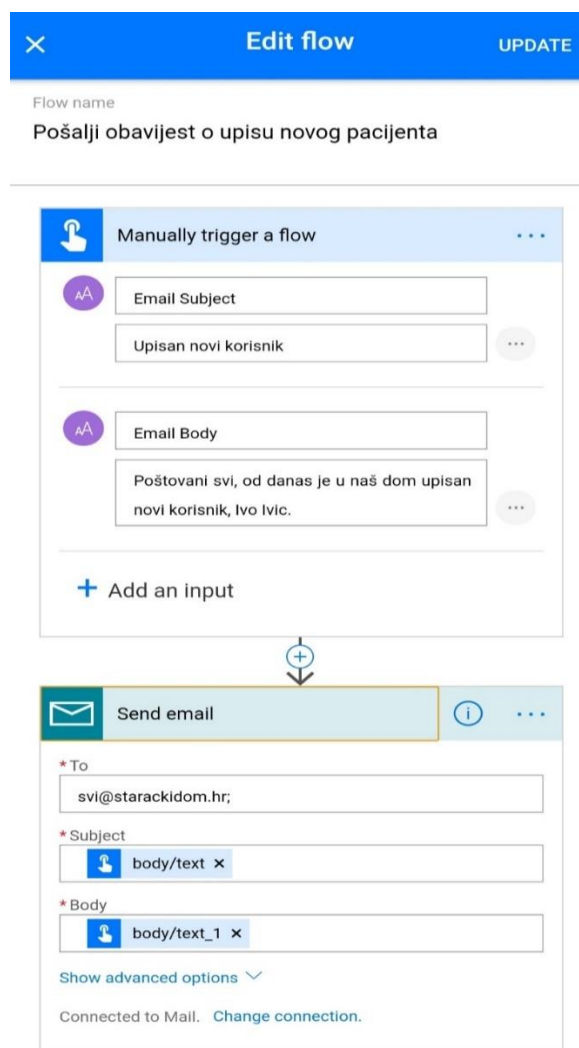 Edit flow
UPDATE
Flow name
Pošalji obavijest o upisu novog pacijenta
Manually trigger a flow
AA
Email Subject
Upisan novi korisnik
AA
Email Body
Poštovani svi, od danas je u naš dom upisan
novi korisnik, Ivo Ivic.
+ Add an input
Send email
* To
svi@starackidom.hr;
* Subject
body/text ×
* Body
body/text_1 ×
Show advanced options
Connected to Mail. Change connection.